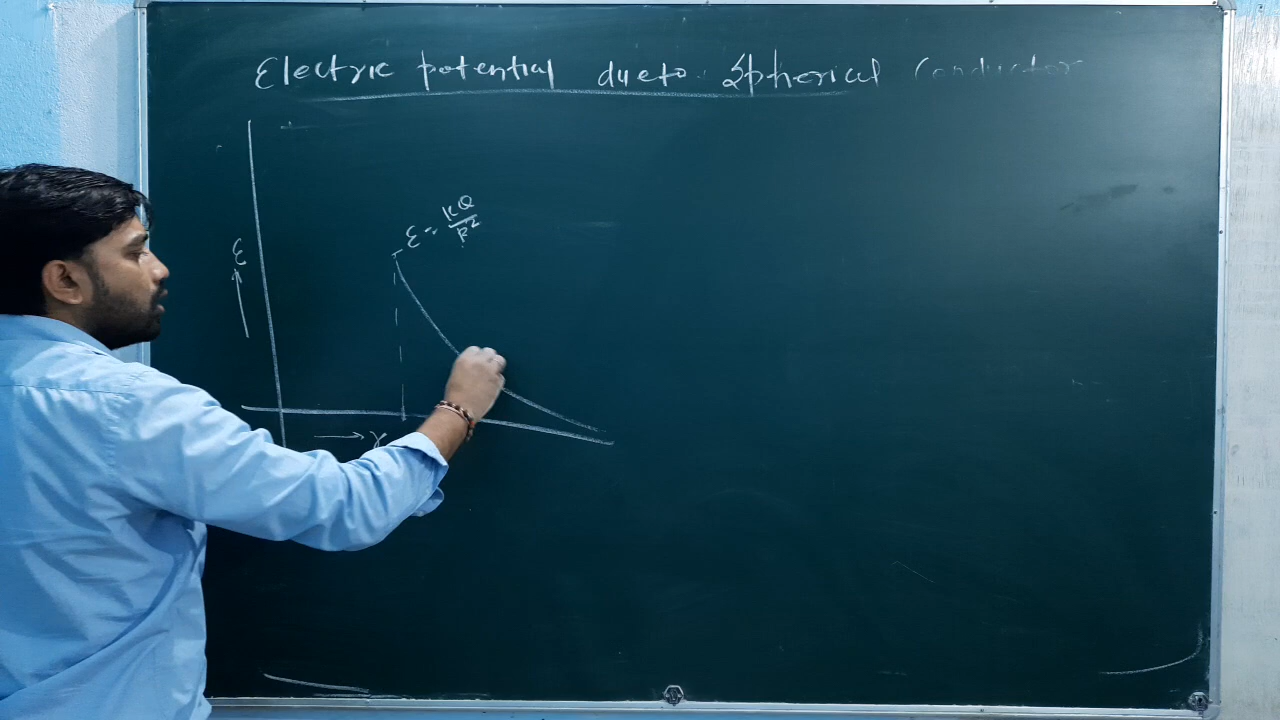 Electric potential due to Spherical Conductor
E = KQ/R²
E
r